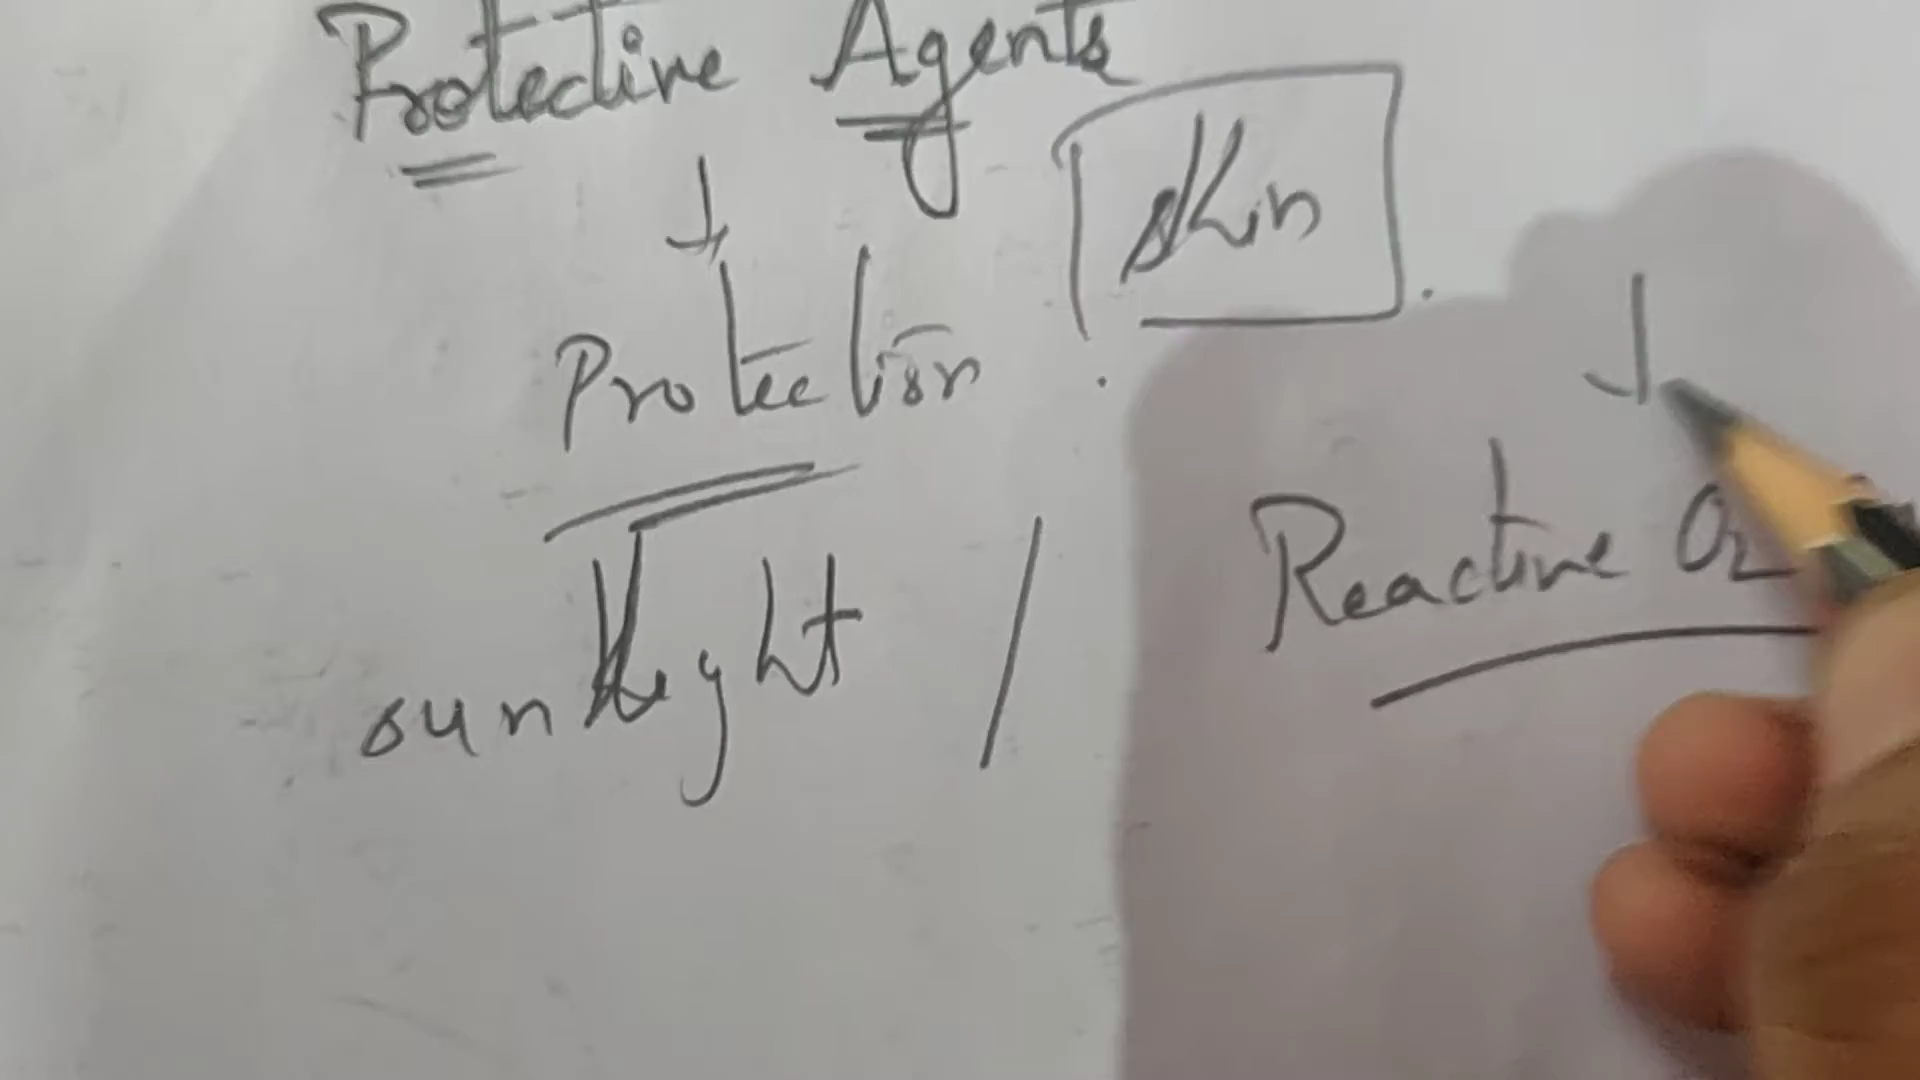 Protective Agents
skin
↓
Protection
↓
Reactive O2
sunlight /